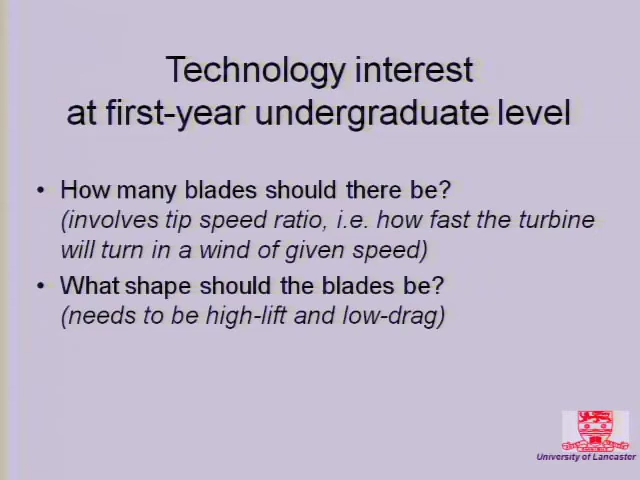 Technology interest
at first-year undergraduate level
• How many blades should there be?
(involves tip speed ratio, i.e. how fast the turbine
will turn in a wind of given speed)
• What shape should the blades be?
(needs to be high-lift and low-drag)
University of Lancaster